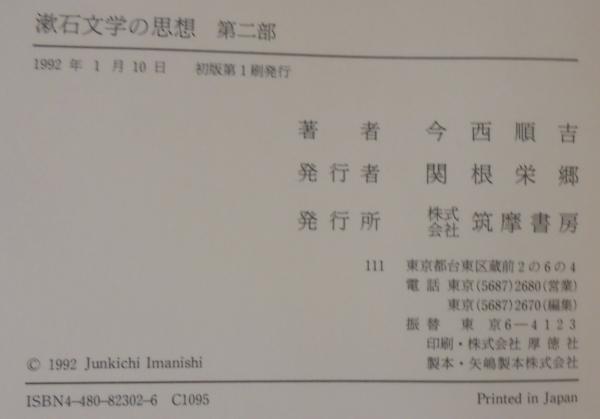 漱石文学の思想 第二部
1992年1月10日 初版第1刷発行
著者 今西順吉
発行者 関根栄郷
発行所 株式会社 筑摩書房
111 東京都台東区蔵前2の6の4
電話 東京(5687)2680(営業)
東京(5687)2670(編集)
振替 東京6―4123
印刷・株式会社 厚徳社
製本・矢嶋製本株式会社
© 1992 Junkichi Imanishi
ISBN4-480-82302-6 C1095
Printed in Japan